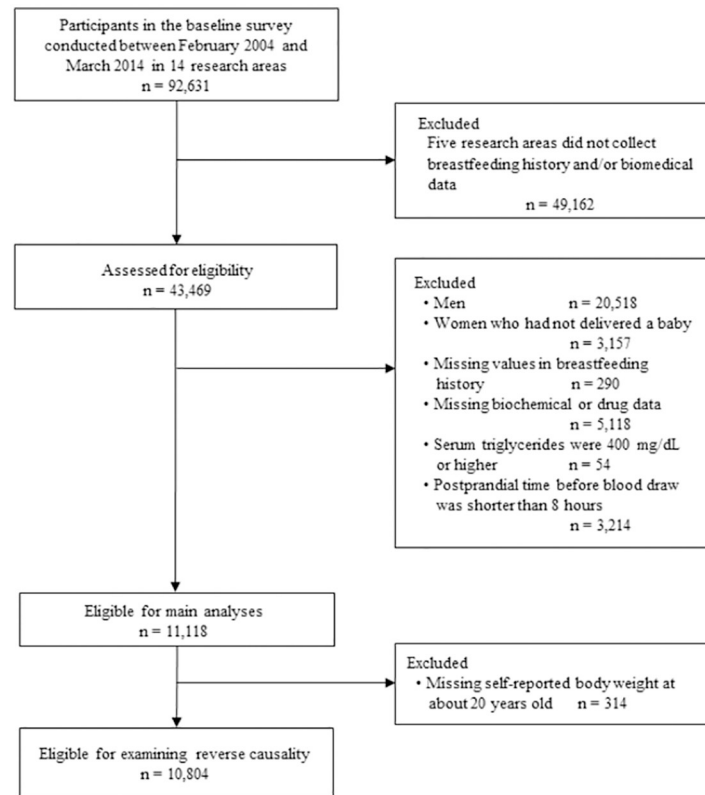 Participants in the baseline survey
conducted between February 2004 and
March 2014 in 14 research areas
n = 92,631
Excluded
Five research areas did not collect
breastfeeding history and/or biomedical
data
n = 49,162
Assessed for eligibility
n = 43,469
Excluded
• Men n = 20,518
• Women who had not delivered a baby
n = 3,157
• Missing values in breastfeeding
history n = 290
• Missing biochemical or drug data
n = 5,118
• Serum triglycerides were 400 mg/dL
or higher n = 54
• Postprandial time before blood draw
was shorter than 8 hours
n = 3,214
Eligible for main analyses
n = 11,118
Excluded
• Missing self-reported body weight at
about 20 years old n = 314
Eligible for examining reverse causality
n = 10,804